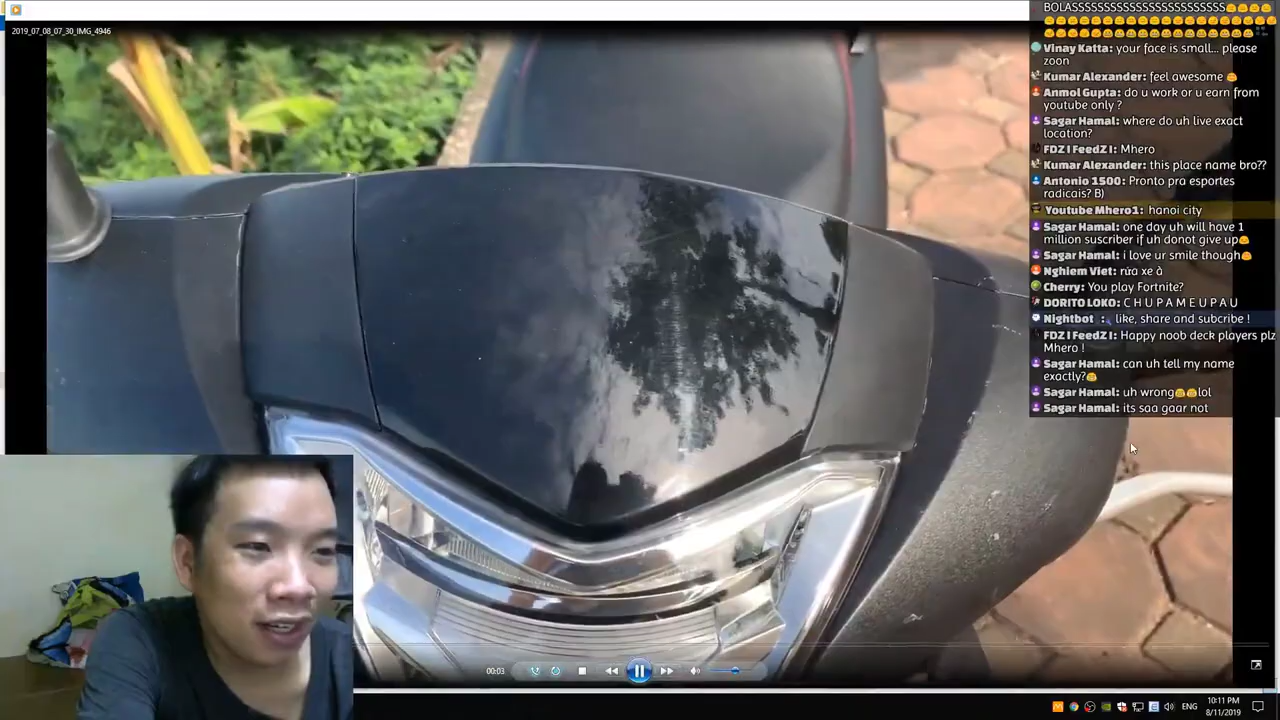 2019_07_08_07_30_IMG_4946
BOLASSSSSSSSSSSSSSSSSSSSSSSSS
Vinay Katta: your face is small... please
zoon
Kumar Alexander: feel awesome
Anmol Gupta: do u work or u earn from
youtube only ?
Sagar Hamal: where do uh live exact
location?
FDZ I FeedZ I: Mhero
Kumar Alexander: this place name bro??
Antonio 1500: Pronto pra esportes
radicais? B)
Youtube Mhero1: hanoi city
Sagar Hamal: one day uh will have 1
million suscriber if uh donot give up
Sagar Hamal: i love ur smile though
Nghiem Viet: rửa xe à
Cherry: You play Fortnite?
DORITO LOKO: C H U P A M E U P A U
Nightbot : like, share and subcribe !
FDZ I FeedZ I: Happy noob deck players plz
Mhero !
Sagar Hamal: can uh tell my name
exactly?
Sagar Hamal: uh wrong lol
Sagar Hamal: its saa gaar not
00:03
ENG
10:11 PM
8/11/2019